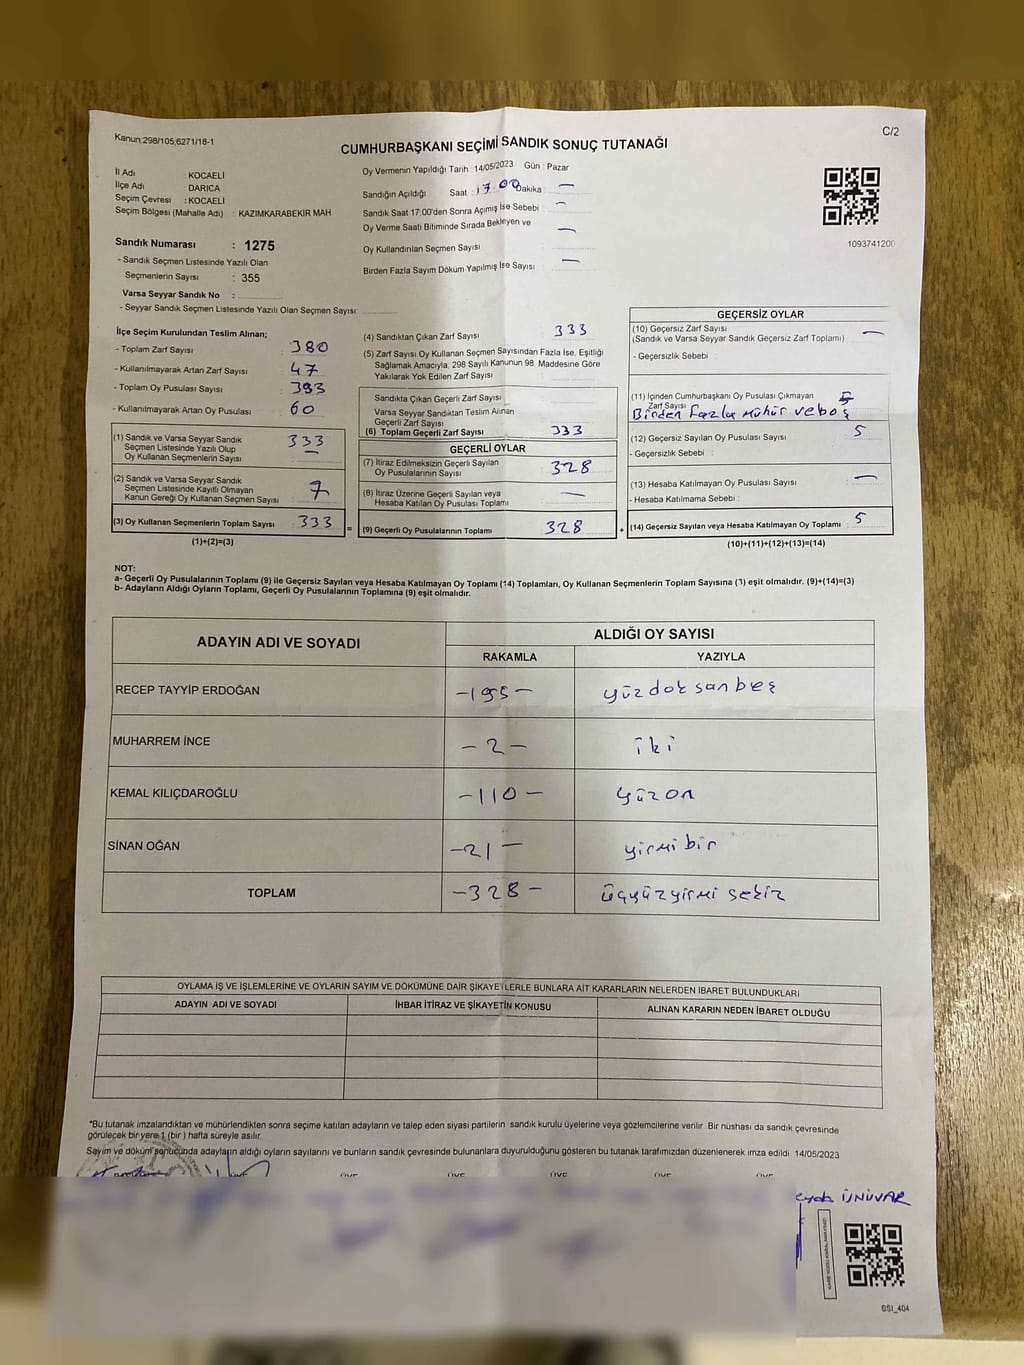 Kanun:298/105;6271/18-1
C/2
CUMHURBAŞKANI SEÇİMİ SANDIK SONUÇ TUTANAĞI
İl Adı : KOCAELİ
İlçe Adı : DARICA
Seçim Çevresi : KOCAELİ
Seçim Bölgesi (Mahalle Adı) : KAZIMKARABEKİR MAH.
Oy Vermenin Yapıldığı Tarih : 14/05/2023 Gün : Pazar
Sandığın Açıldığı Saat : 17.00 Dakika —
Sandık Saat 17.00'den Sonra Açımış İse Sebebi —
Oy Verme Saati Bitiminde Sırada Bekleyen ve
Oy Kullandırılan Seçmen Sayısı —
Birden Fazla Sayım Döküm Yapılmış İse Sayısı —
1093741200
Sandık Numarası : 1275
- Sandık Seçmen Listesinde Yazılı Olan
Seçmenlerin Sayısı : 355
Varsa Seyyar Sandık No :
- Seyyar Sandık Seçmen Listesinde Yazılı Olan Seçmen Sayısı:
İlçe Seçim Kurulundan Teslim Alınan;
- Toplam Zarf Sayısı : 380
- Kullanılmayarak Artan Zarf Sayısı : 47
- Toplam Oy Pusulası Sayısı : 393
- Kullanılmayarak Artan Oy Pusulası : 60
(1) Sandık ve Varsa Seyyar Sandık
Seçmen Listesinde Yazılı Olup
Oy Kullanan Seçmenlerin Sayısı : 333
(2) Sandık ve Varsa Seyyar Sandık
Seçmen Listesinde Kayıtlı Olmayan
Kanun Gereği Oy Kullanan Seçmen Sayısı : 7
(3) Oy Kullanan Seçmenlerin Toplam Sayısı : 333 =
(1)+(2)=(3)
(4) Sandıktan Çıkan Zarf Sayısı 333
(5) Zarf Sayısı Oy Kullanan Seçmen Sayısından Fazla İse, Eşitliği
Sağlamak Amacıyla, 298 Sayılı Kanunun 98. Maddesine Göre
Yakılarak Yok Edilen Zarf Sayısı
Sandıkta Çıkan Geçerli Zarf Sayısı
Varsa Seyyar Sandıktan Teslim Alınan
Geçerli Zarf Sayısı
(6) Toplam Geçerli Zarf Sayısı 333
GEÇERLİ OYLAR
(7) İtiraz Edilmeksizin Geçerli Sayılan
Oy Pusulalarının Sayısı 328
(8) İtiraz Üzerine Geçerli Sayılan veya
Hesaba Katılan Oy Pusulası Toplamı —
(9) Geçerli Oy Pusulalarının Toplamı 328 +
GEÇERSİZ OYLAR
(10) Geçersiz Zarf Sayısı —
(Sandık ve Varsa Seyyar Sandık Geçersiz Zarf Toplamı)
- Geçersizlik Sebebi :
(11) İçinden Cumhurbaşkanı Oy Pusulası Çıkmayan
Zarf Sayısı
Birden fazla mühür ve boş
(12) Geçersiz Sayılan Oy Pusulası Sayısı 5
- Geçersizlik Sebebi :
(13) Hesaba Katılmayan Oy Pusulası Sayısı —
- Hesaba Katılmama Sebebi :
(14) Geçersiz Sayılan veya Hesaba Katılmayan Oy Toplamı 5
(10)+(11)+(12)+(13)=(14)
NOT:
a- Geçerli Oy Pusulalarının Toplamı (9) ile Geçersiz Sayılan veya Hesaba Katılmayan Oy Toplamı (14) Toplamları, Oy Kullanan Seçmenlerin Toplam Sayısına (3) eşit olmalıdır. (9)+(14)=(3)
b- Adayların Aldığı Oyların Toplamı, Geçerli Oy Pusulalarının Toplamına (9) eşit olmalıdır.
ADAYIN ADI VE SOYADI
ALDIĞI OY SAYISI
RAKAMLA YAZIYLA
RECEP TAYYİP ERDOĞAN -195- yüzdoksanbeş
MUHARREM İNCE -2- iki
KEMAL KILIÇDAROĞLU -110- yüzon
SİNAN OĞAN -21- yirmibir
TOPLAM -328- üçyüzyirmi sekiz
OYLAMA İŞ VE İŞLEMLERİNE VE OYLARIN SAYIM VE DÖKÜMÜNE DAİR ŞİKAYETLERLE BUNLARA AİT KARARLARIN NELERDEN İBARET BULUNDUKLARI
ADAYIN ADI VE SOYADI İHBAR İTİRAZ VE ŞİKAYETİN KONUSU ALINAN KARARIN NEDEN İBARET OLDUĞU
*Bu tutanak imzalandıktan ve mühürlendikten sonra seçime katılan adayların ve talep eden siyasi partilerin sandık kurulu üyelerine veya gözlemcilerine verilir. Bir nüshası da sandık çevresinde
görülecek bir yere 1 (bir) hafta süreyle asılır.
Sayım ve döküm sonucunda adayların aldığı oyların sayılarını ve bunların sandık çevresinde bulunanlara duyurulduğunu gösteren bu tutanak tarafımızdan düzenlenerek imza edildi. 14/05/2023
ÜYE ÜYE ÜYE ÜYE ÜYE
ÜNÜVAR
SSİ_404